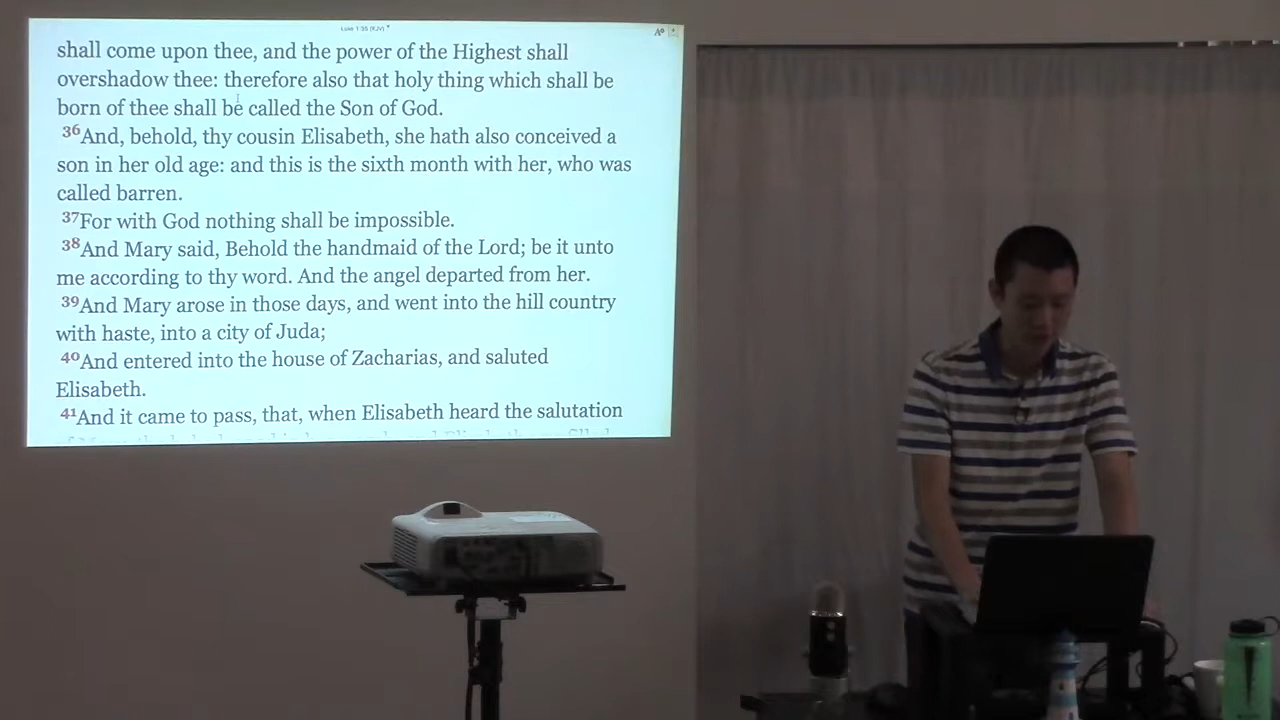 Luke 1:35 (KJV)
shall come upon thee, and the power of the Highest shall
overshadow thee: therefore also that holy thing which shall be
born of thee shall be called the Son of God.
36And, behold, thy cousin Elisabeth, she hath also conceived a
son in her old age: and this is the sixth month with her, who was
called barren.
37For with God nothing shall be impossible.
38And Mary said, Behold the handmaid of the Lord; be it unto
me according to thy word. And the angel departed from her.
39And Mary arose in those days, and went into the hill country
with haste, into a city of Juda;
40And entered into the house of Zacharias, and saluted
Elisabeth.
41And it came to pass, that, when Elisabeth heard the salutation